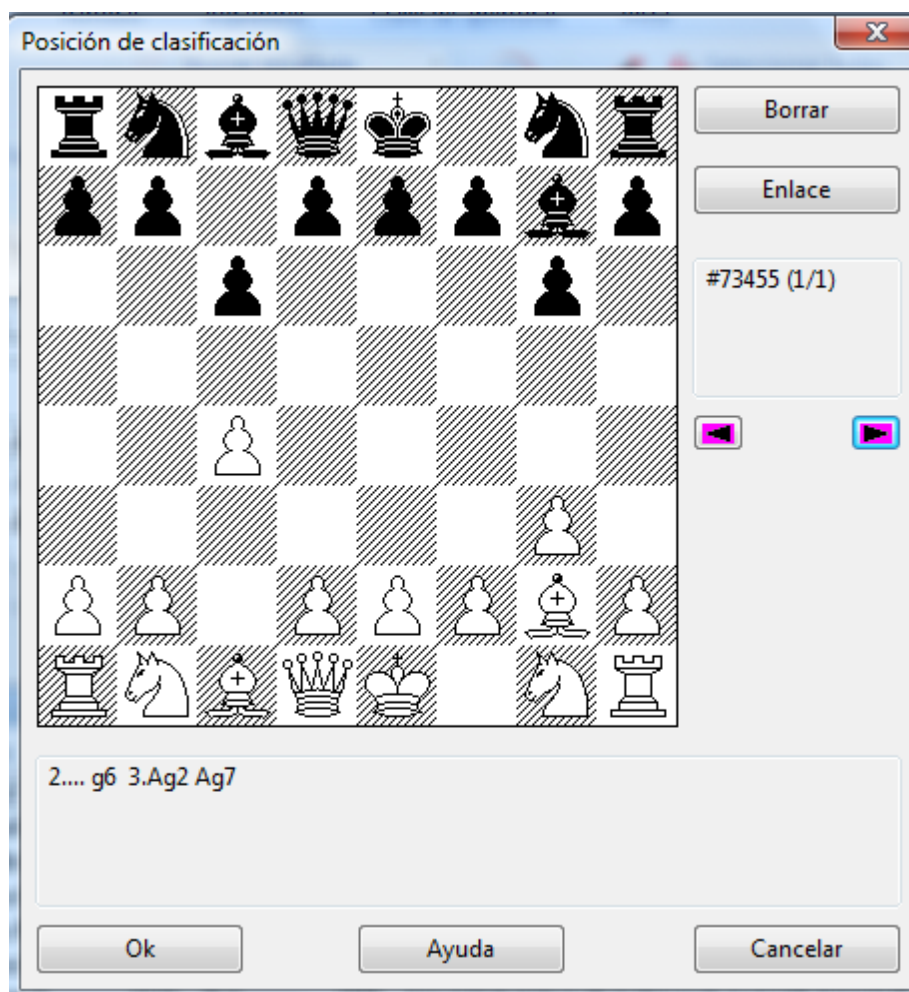 Posición de clasificación
Borrar
Enlace
#73455 (1/1)
2.... g6 3.Ag2 Ag7
Ok
Ayuda
Cancelar